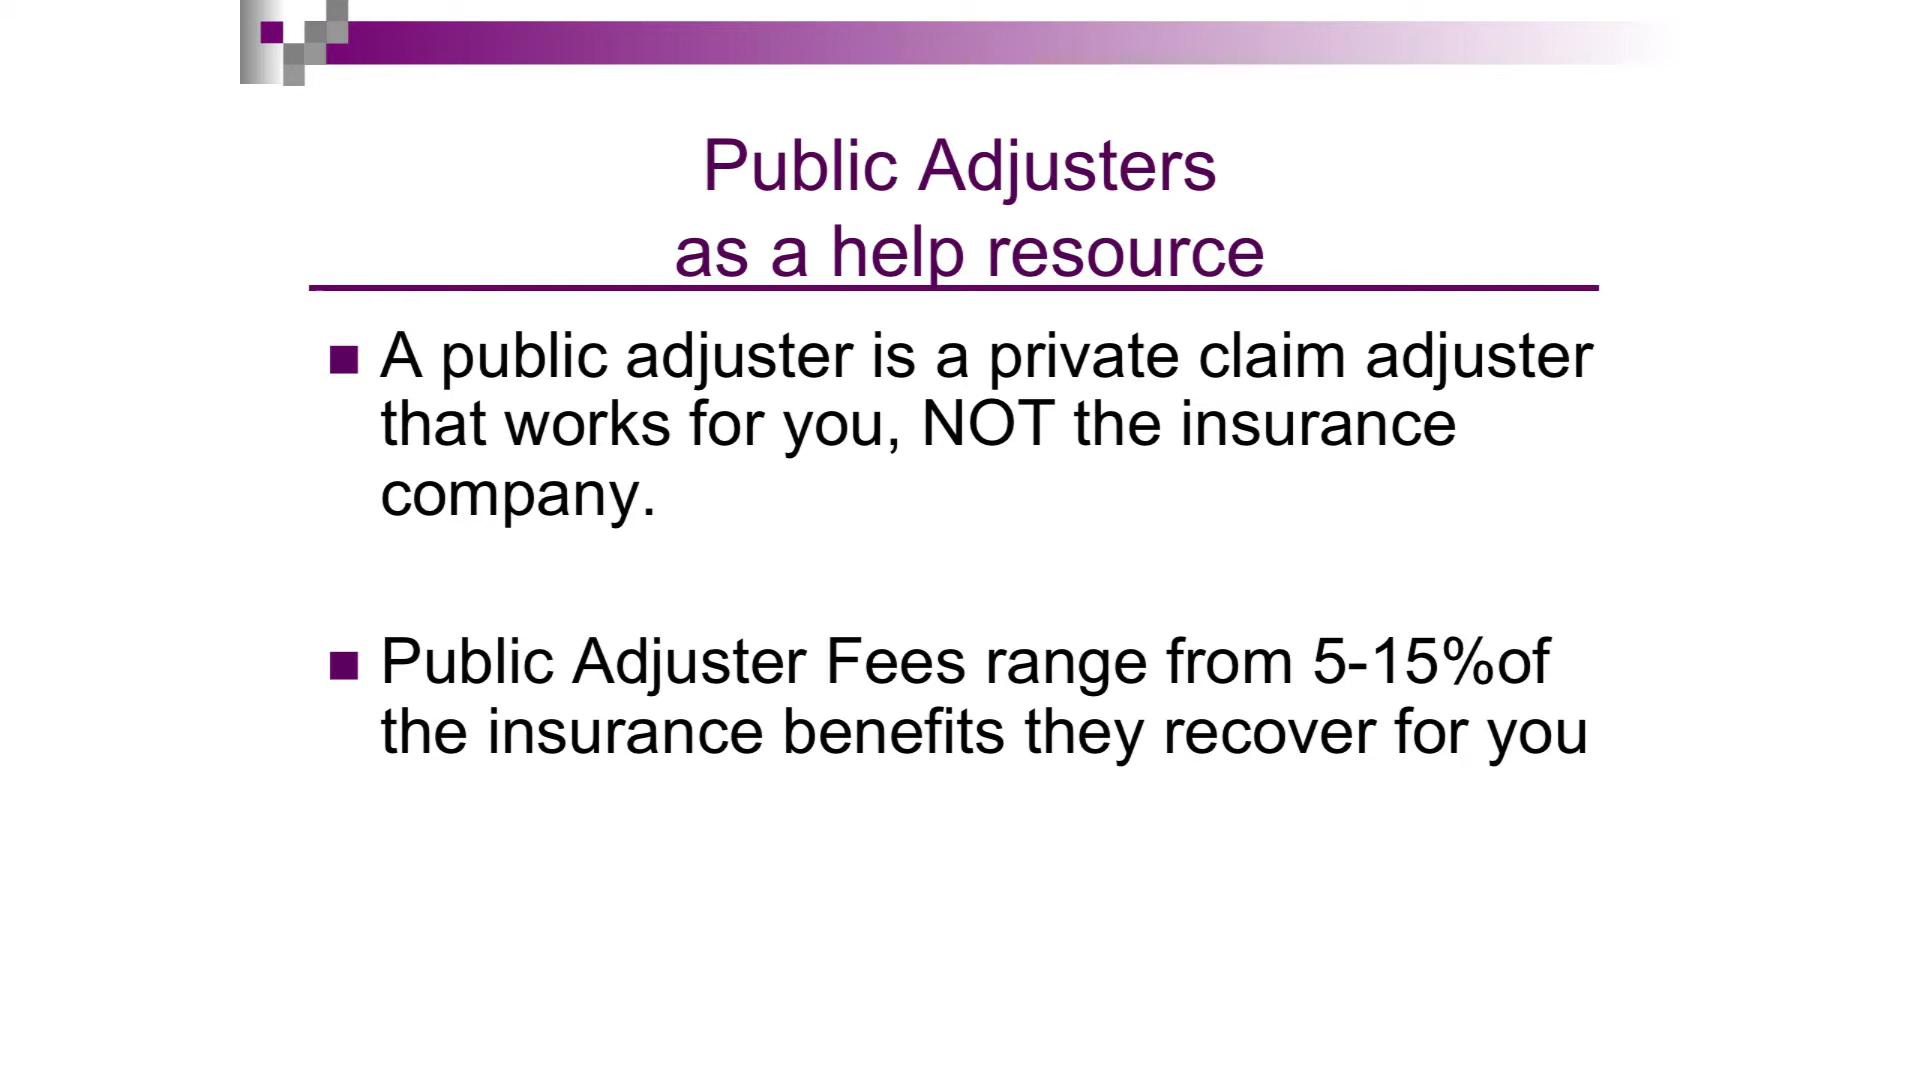 Public Adjusters
as a help resource
A public adjuster is a private claim adjuster
that works for you, NOT the insurance
company.
Public Adjuster Fees range from 5-15%of
the insurance benefits they recover for you